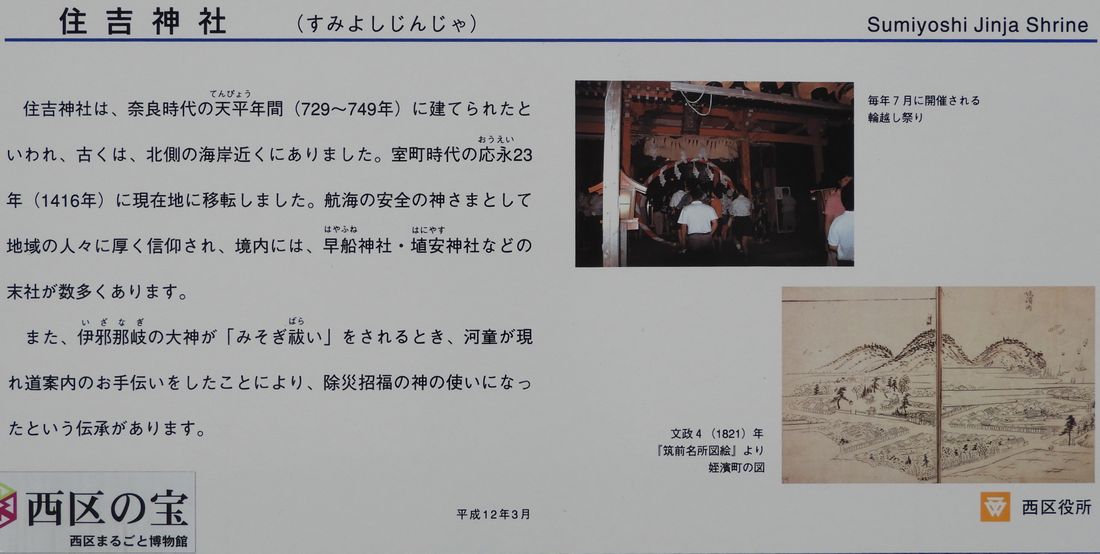 住吉神社 （すみよしじんじゃ） Sumiyoshi Jinja Shrine
てんぴょう
住吉神社は、奈良時代の天平年間（729～749年）に建てられたと
おうえい
いわれ、古くは、北側の海岸近くにありました。室町時代の応永23
年（1416年）に現在地に移転しました。航海の安全の神さまとして
はやふね はにやす
地域の人々に厚く信仰され、境内には、早船神社・埴安神社などの
末社が数多くあります。
いざなぎ ばら
また、伊邪那岐の大神が「みそぎ祓い」をされるとき、河童が現
れ道案内のお手伝いをしたことにより、除災招福の神の使いになっ
たという伝承があります。
毎年７月に開催される
輪越し祭り
文政４（1821）年
『筑前名所図絵』より
姪濱町の図
西区の宝
西区まるごと博物館
平成12年3月
西区役所